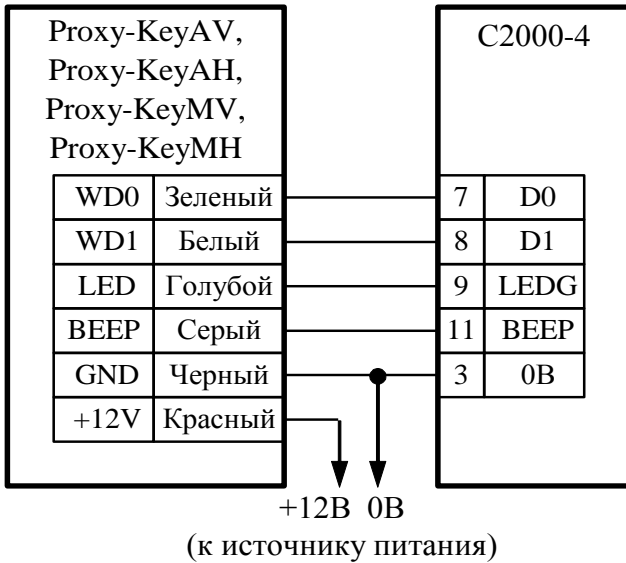 Proxy-KeyAV,
Proxy-KeyAH,
Proxy-KeyMV,
Proxy-KeyMH
C2000-4
WD0 Зеленый 7 D0
WD1 Белый 8 D1
LED Голубой 9 LEDG
BEEP Серый 11 BEEP
GND Черный 3 0В
+12V Красный
+12В 0В
(к источнику питания)